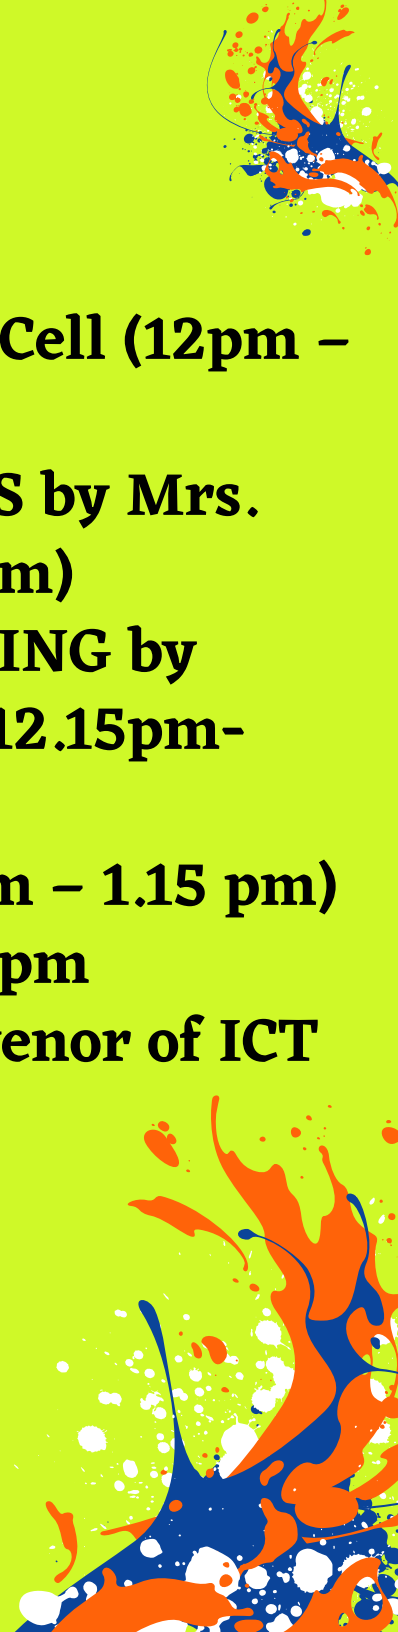 Cell (12pm –
S by Mrs.
m)
ING by
12.15pm-
m – 1.15 pm)
pm
venor of ICT